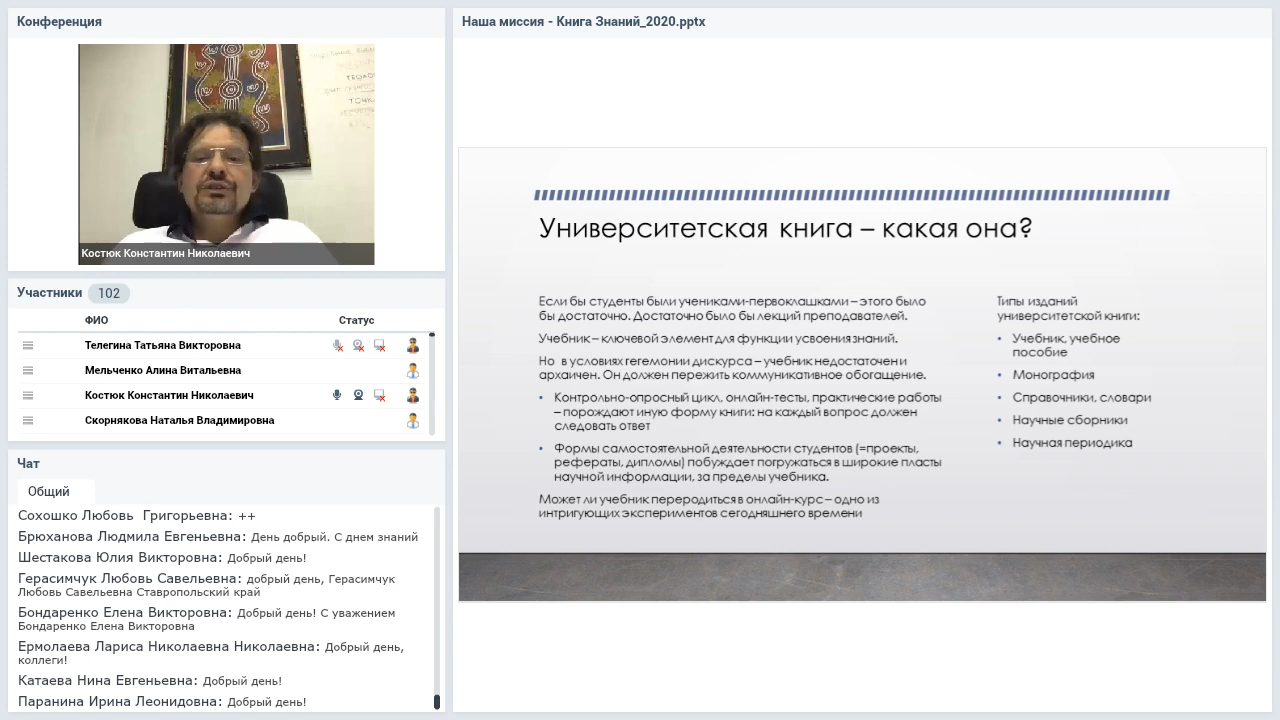 Конференция
ТОЧК
Костюк Константин Николаевич
Участники 102
ФИО Статус
Телегина Татьяна Викторовна
Мельченко Алина Витальевна
Костюк Константин Николаевич
Скорнякова Наталья Владимировна
Чат
Общий
Сохошко Любовь Григорьевна: ++
Брюханова Людмила Евгеньевна: День добрый. С днем знаний
Шестакова Юлия Викторовна: Добрый день!
Герасимчук Любовь Савельевна: добрый день, Герасимчук
Любовь Савельевна Ставропольский край
Бондаренко Елена Викторовна: Добрый день! С уважением
Бондаренко Елена Викторовна
Ермолаева Лариса Николаевна Николаевна: Добрый день,
коллеги!
Катаева Нина Евгеньевна: Добрый день!
Паранина Ирина Леонидовна: Добрый день!
Наша миссия - Книга Знаний_2020.pptx
Университетская книга – какая она?
Если бы студенты были учениками-первоклашками – этого было
бы достаточно. Достаточно было бы лекций преподавателей.
Учебник – ключевой элемент для функции усвоения знаний.
Но в условиях гегемонии дискурса – учебник недостаточен и
архаичен. Он должен пережить коммуникативное обогащение.
• Контрольно-опросный цикл, онлайн-тесты, практические работы
– порождают иную форму книги: на каждый вопрос должен
следовать ответ
• Формы самостоятельной деятельности студентов (=проекты,
рефераты, дипломы) побуждает погружаться в широкие пласты
научной информации, за пределы учебника.
Может ли учебник переродиться в онлайн-курс – одно из
интригующих экспериментов сегодняшнего времени
Типы изданий
университетской книги:
• Учебник, учебное
пособие
• Монография
• Справочники, словари
• Научные сборники
• Научная периодика